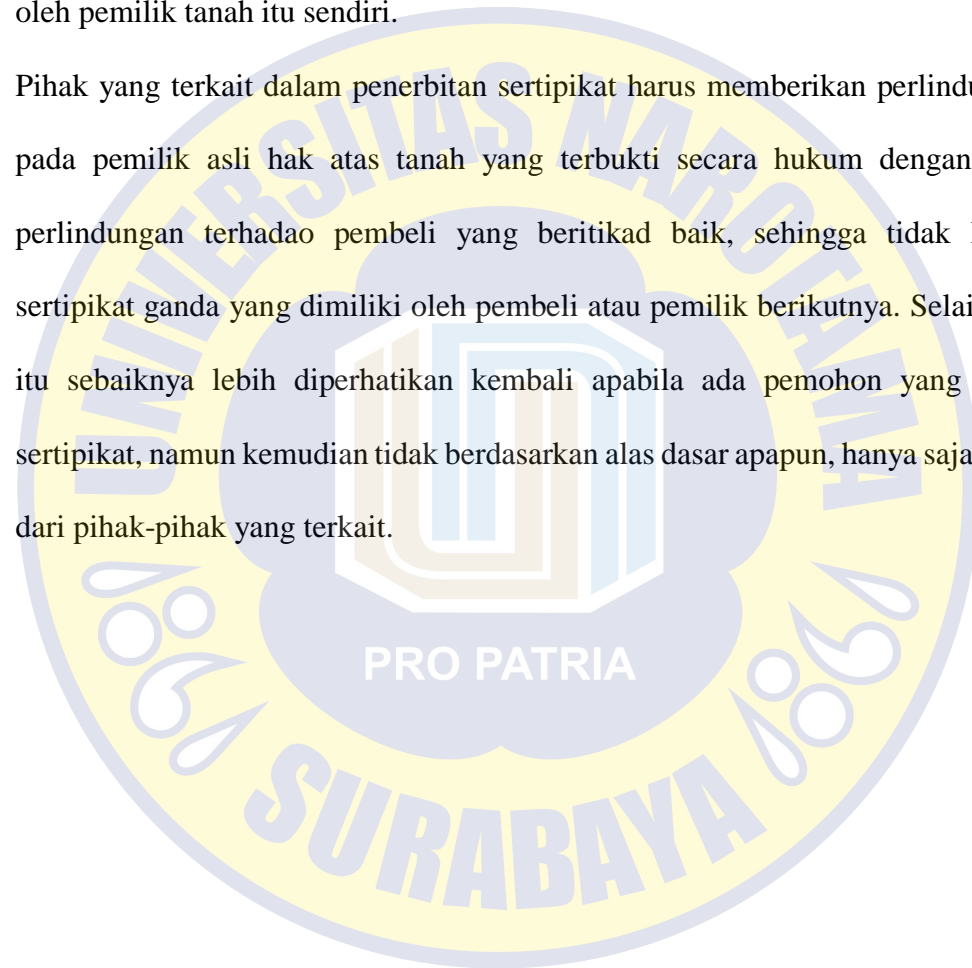 oleh pemilik tanah itu sendiri.
Pihak yang terkait dalam penerbitan sertipikat harus memberikan
pada pemilik asli hak atas tanah yang terbukti secara hukum dengan
perlindungan terhadao pembeli yang beritikad baik, sehingga tidak
sertipikat ganda yang dimiliki oleh pembeli atau pemilik berikutnya.
itu sebaiknya lebih diperhatikan kembali apabila ada pemohon yang
sertipikat, namun kemudian tidak berdasarkan alas dasar apapun, hanya saja
dari pihak-pihak yang terkait.
UNIVERSITAS NAROTAMA
PRO PATRIA
SURABAYA